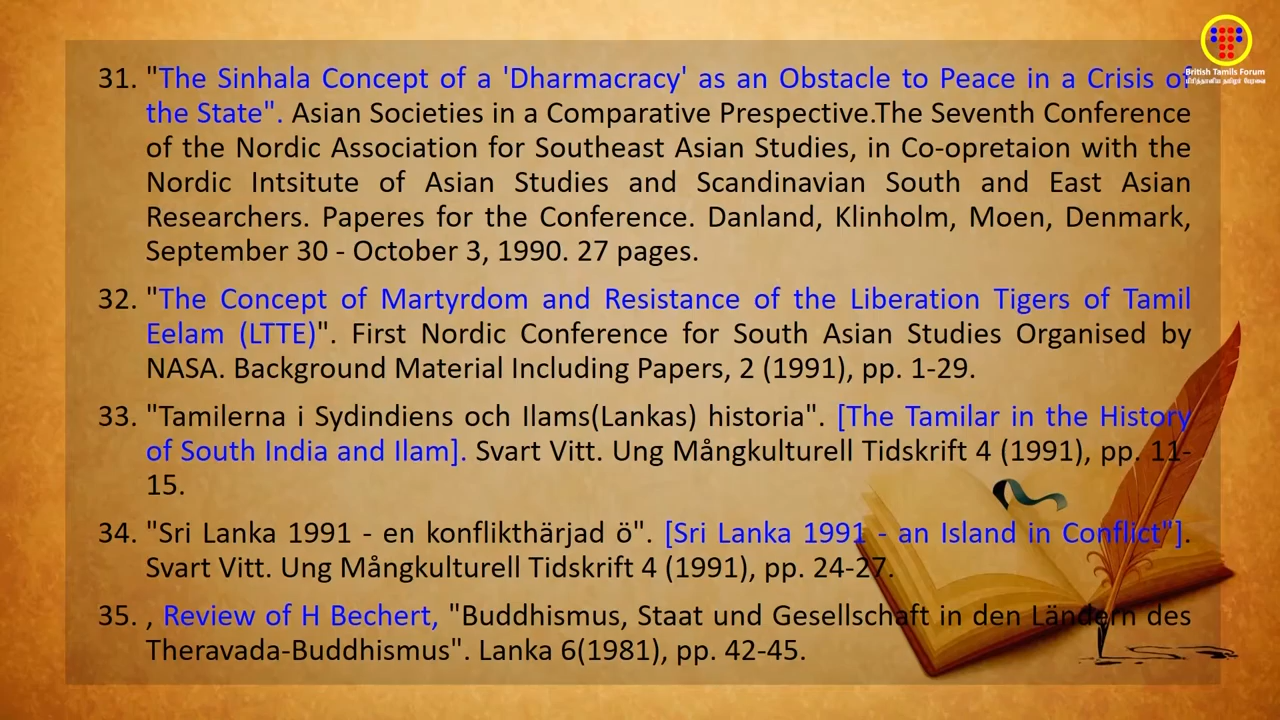 31. "The Sinhala Concept of a 'Dharmacracy' as an Obstacle to Peace in a Crisis of
the State". Asian Societies in a Comparative Prespective.The Seventh Conference
of the Nordic Association for Southeast Asian Studies, in Co-opretaion with the
Nordic Intsitute of Asian Studies and Scandinavian South and East Asian
Researchers. Paperes for the Conference. Danland, Klinholm, Moen, Denmark,
September 30 - October 3, 1990. 27 pages.
32. "The Concept of Martyrdom and Resistance of the Liberation Tigers of Tamil
Eelam (LTTE)". First Nordic Conference for South Asian Studies Organised by
NASA. Background Material Including Papers, 2 (1991), pp. 1-29.
33. "Tamilerna i Sydindiens och Ilams(Lankas) historia". [The Tamilar in the History
of South India and Ilam]. Svart Vitt. Ung Mångkulturell Tidskrift 4 (1991), pp. 11-
15.
34. "Sri Lanka 1991 - en konflikthärjad ö". [Sri Lanka 1991 - an Island in Conflict"].
Svart Vitt. Ung Mångkulturell Tidskrift 4 (1991), pp. 24-27.
35. , Review of H Bechert, "Buddhismus, Staat und Gesellschaft in den Ländern des
Theravada-Buddhismus". Lanka 6(1981), pp. 42-45.
British Tamils Forum
பிரித்தானிய தமிழர் பேரவை